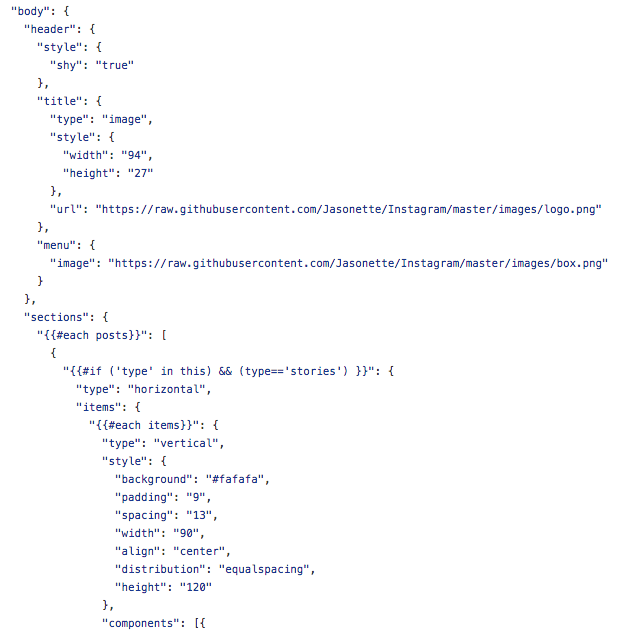 "body": {
  "header": {
    "style": {
      "shy": "true"
    },
    "title": {
      "type": "image",
      "style": {
        "width": "94",
        "height": "27"
      },
      "url": "https://raw.githubusercontent.com/Jasonette/Instagram/master/images/logo.png"
    },
    "menu": {
      "image": "https://raw.githubusercontent.com/Jasonette/Instagram/master/images/box.png"
    }
  },
  "sections": {
    "{{#each posts}}": [
      {
        "{{#if ('type' in this) && (type=='stories') }}": {
          "type": "horizontal",
          "items": {
            "{{#each items}}": {
              "type": "vertical",
              "style": {
                "background": "#fafafa",
                "padding": "9",
                "spacing": "13",
                "width": "90",
                "align": "center",
                "distribution": "equalspacing",
                "height": "120"
              },
              "components": [{